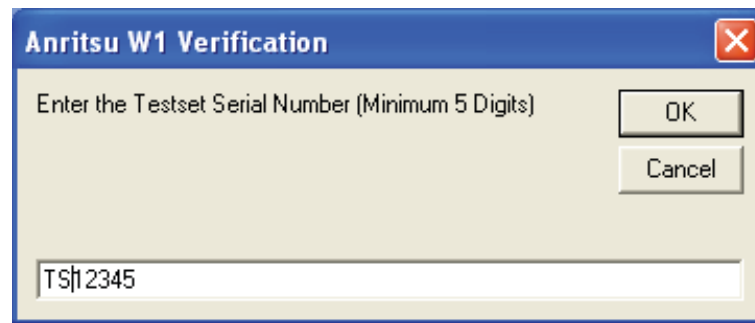 Anritsu W1 Verification
Enter the Testset Serial Number (Minimum 5 Digits)
OK
Cancel
TS12345